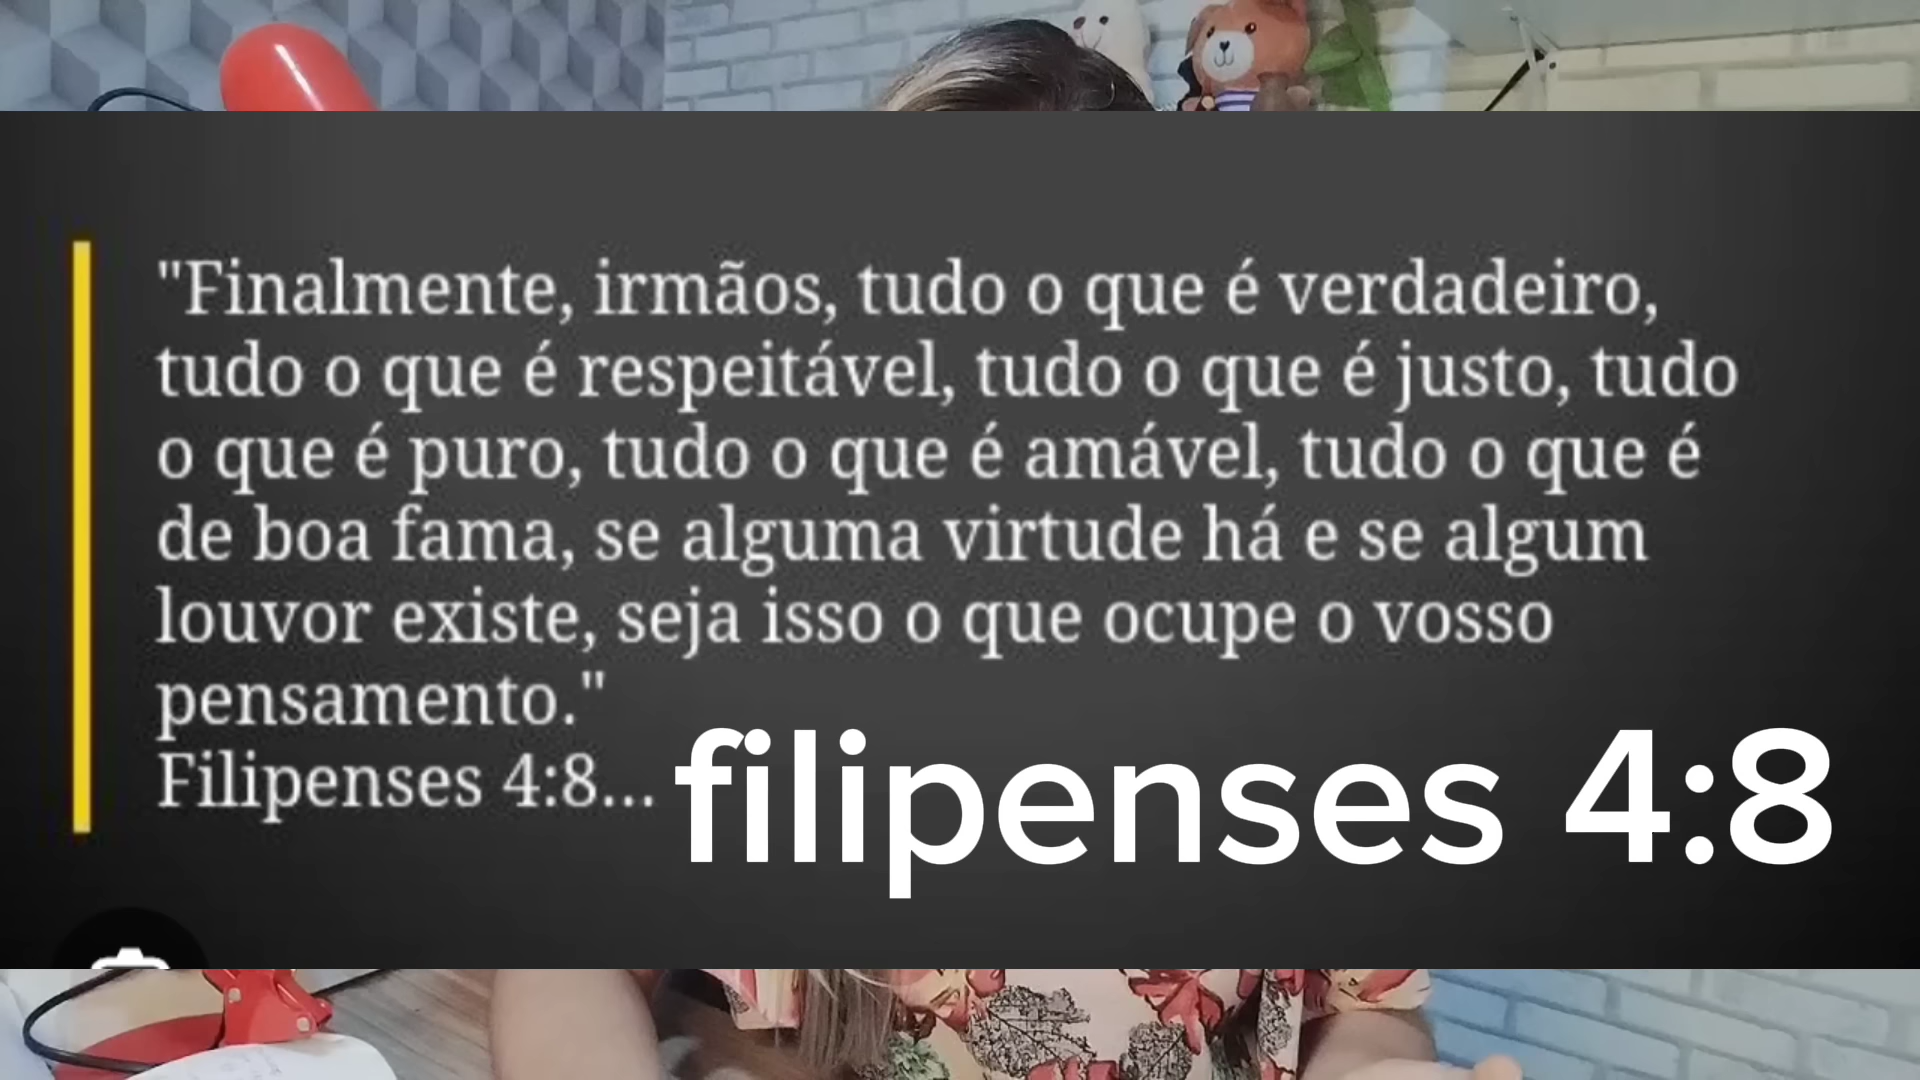 "Finalmente, irmãos, tudo o que é verdadeiro,
tudo o que é respeitável, tudo o que é justo, tudo
o que é puro, tudo o que é amável, tudo o que é
de boa fama, se alguma virtude há e se algum
louvor existe, seja isso o que ocupe o vosso
pensamento."
Filipenses 4:8...
filipenses 4:8